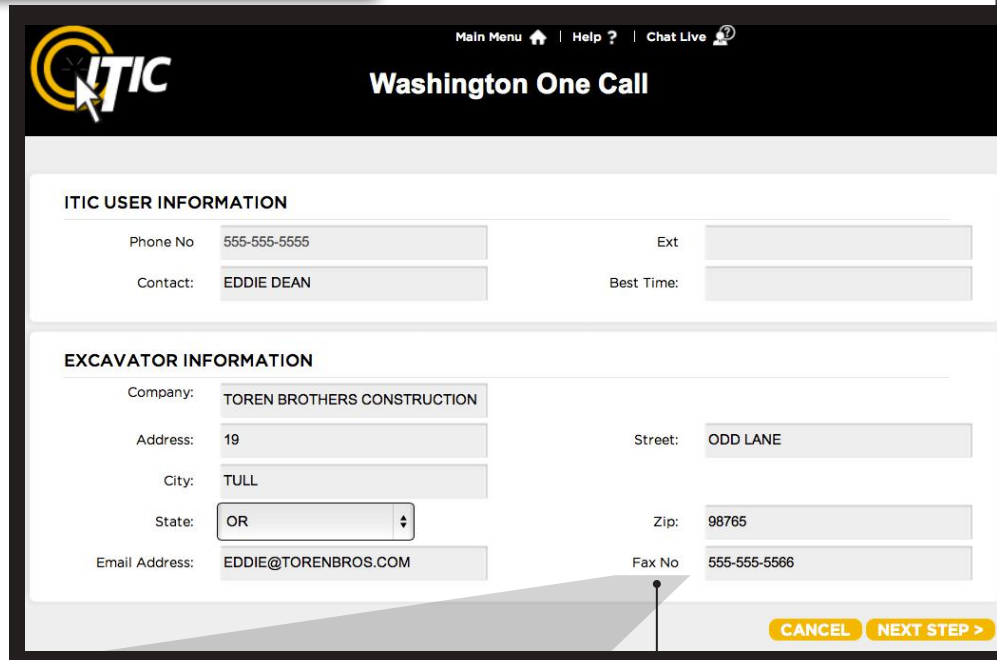 Main Menu | Help ? | Chat Live ?
ITIC
Washington One Call
ITIC USER INFORMATION
Phone No 555-555-5555 Ext
Contact: EDDIE DEAN Best Time:
EXCAVATOR INFORMATION
Company: TOREN BROTHERS CONSTRUCTION
Address: 19 Street: ODD LANE
City: TULL
State: OR Zip: 98765
Email Address: EDDIE@TORENBROS.COM Fax No 555-555-5566
CANCEL NEXT STEP >